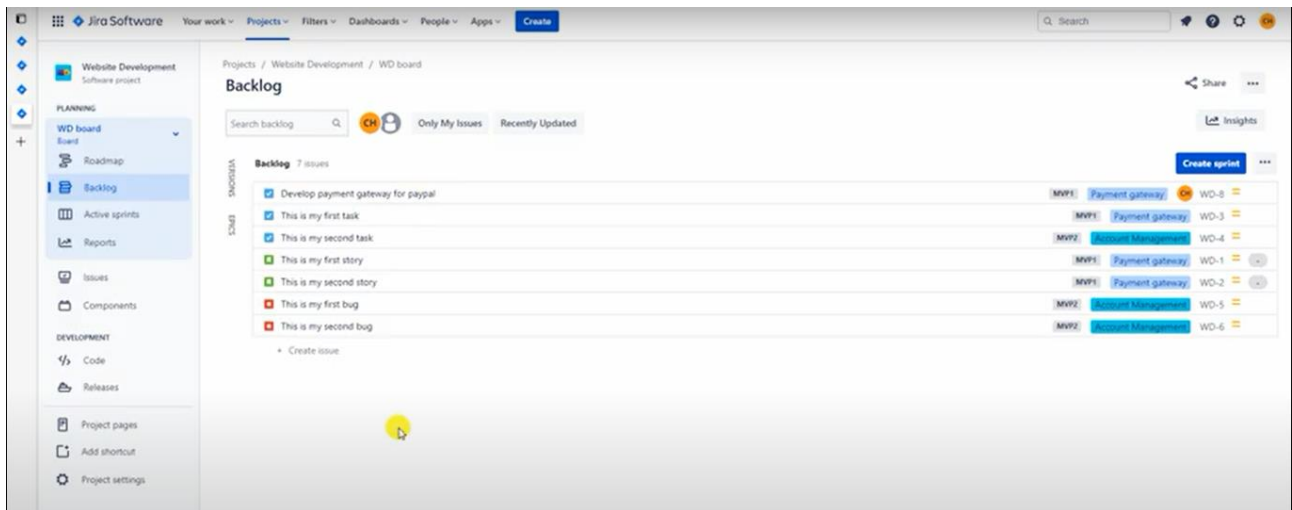 Jira Software Your work Projects Filters Dashboards People Apps Create Search CH
Website Development
Software project
PLANNING
WD board
Board
Roadmap
Backlog
Active sprints
Reports
Issues
Components
DEVELOPMENT
Code
Releases
Project pages
Add shortcut
Project settings
Projects / Website Development / WD board
Backlog
Share
Search backlog CH Only My Issues Recently Updated Insights
VERSIONS
EPICS
Backlog 7 issues Create sprint
Develop payment gateway for paypal MVP1 Payment gateway CH WD-8
This is my first task MVP1 Payment gateway WD-3
This is my second task MVP2 Account Management WD-4
This is my first story MVP1 Payment gateway WD-1 -
This is my second story MVP1 Payment gateway WD-2 -
This is my first bug MVP2 Account Management WD-5
This is my second bug MVP2 Account Management WD-6
+ Create issue